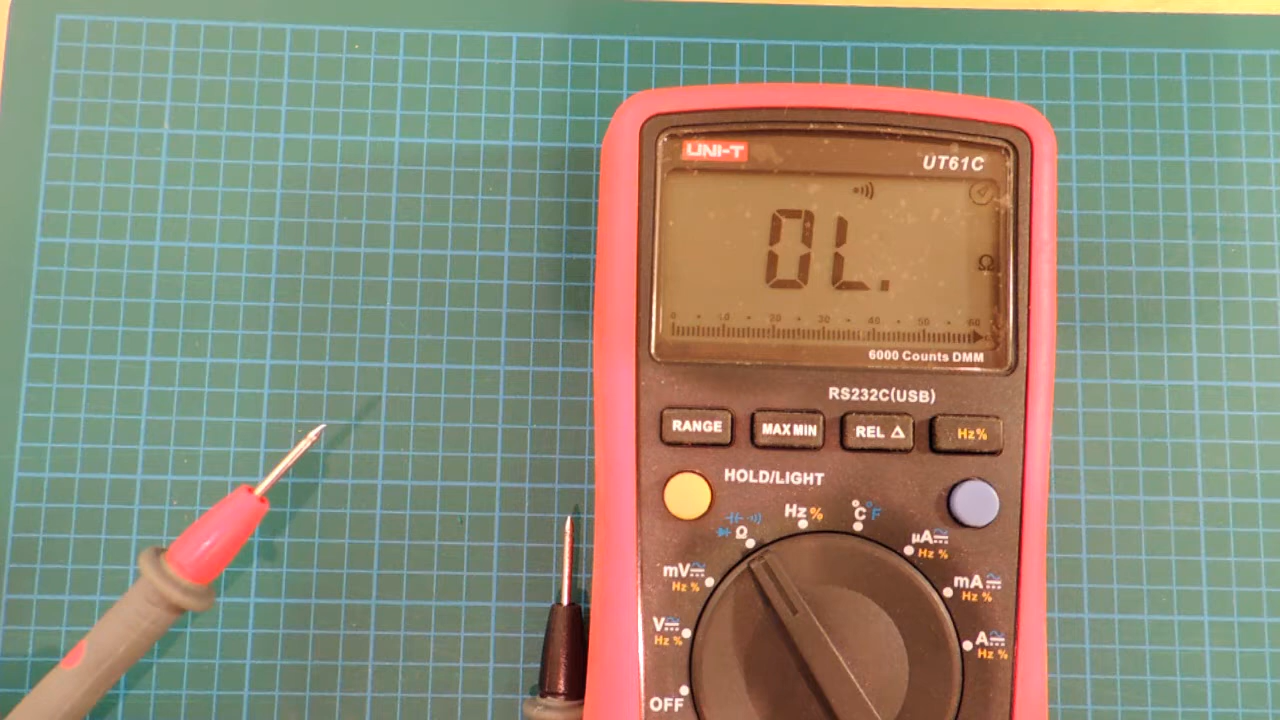 UNI-T
UT61C
0L.
Ω
0 10 20 30 40 50 60
6000 Counts DMM
RS232C(USB)
RANGE MAX MIN REL Δ Hz%
HOLD/LIGHT
Hz %
°C °F
Ω
µA
Hz %
mV
Hz %
mA
Hz %
V
Hz %
A
Hz %
OFF